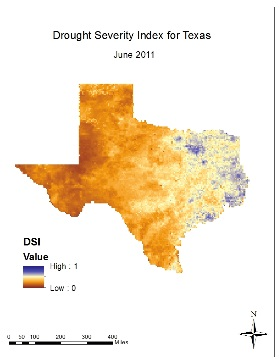 Drought Severity Index for Texas
June 2011
DSI
Value
High : 1
Low : 0
N
0 50 100 200 300 400
Miles